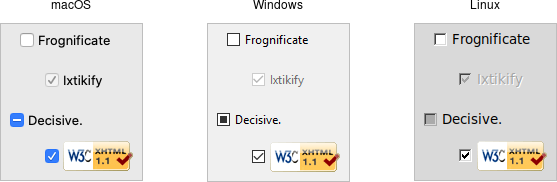 macOS
Frognificate
Ixtikify
Decisive.
W3C XHTML 1.1
Windows
Frognificate
Ixtikify
Decisive.
W3C XHTML 1.1
Linux
Frognificate
Ixtikify
Decisive.
W3C XHTML 1.1